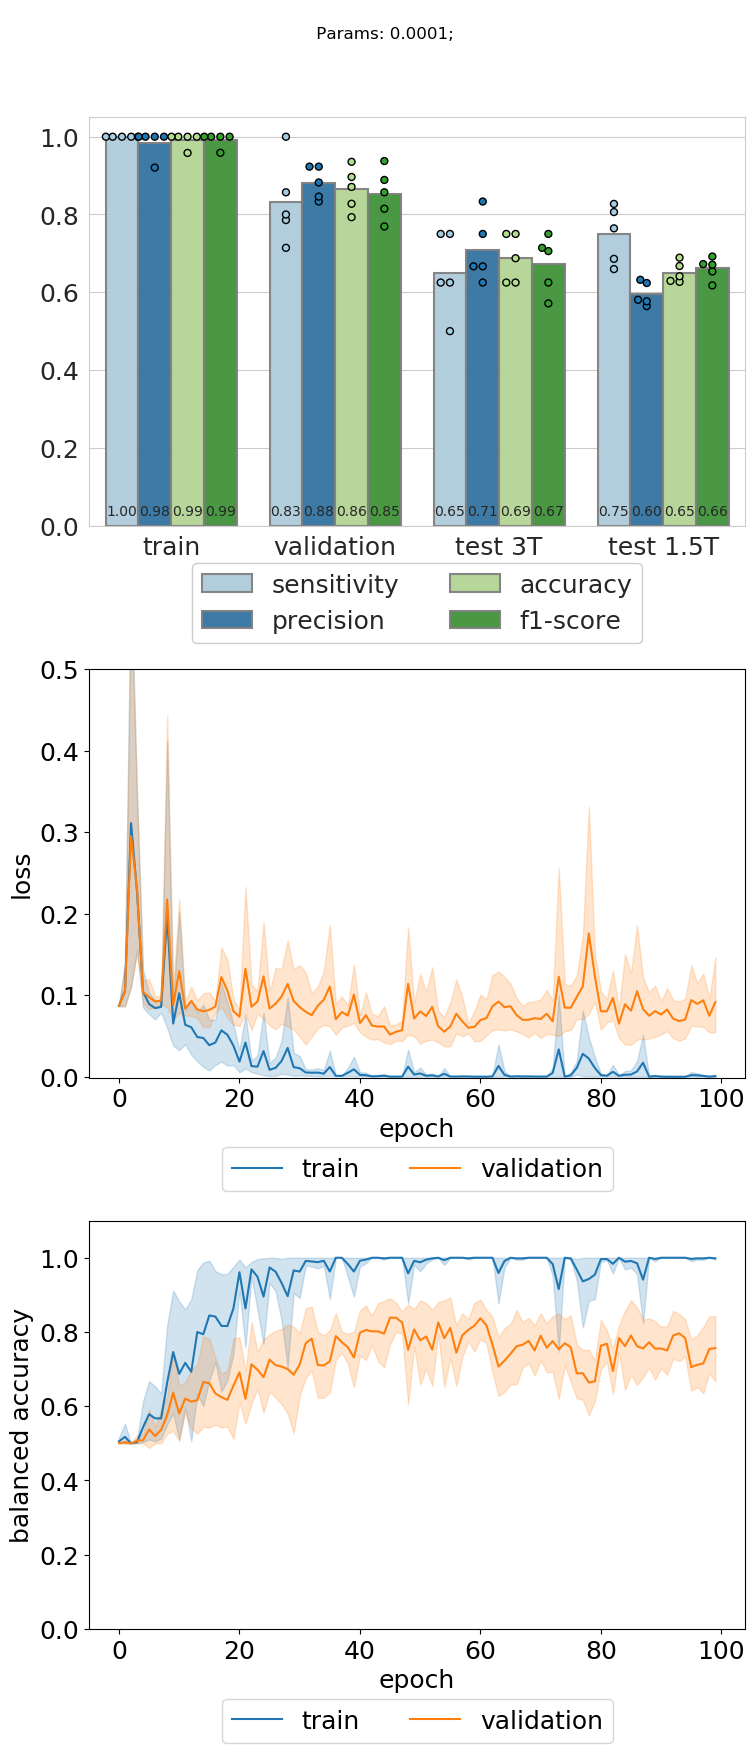 Params: 0.0001;
1.0
0.8
0.6
0.4
0.2
0.0
1.00 0.98 0.99 0.99 0.83 0.88 0.86 0.85 0.65 0.71 0.69 0.67 0.75 0.60 0.65 0.66
train validation test 3T test 1.5T
sensitivity accuracy
precision f1-score
0.5
0.4
0.3
0.2
0.1
0.0
loss
0 20 40 60 80 100
epoch
train validation
1.0
0.8
0.6
0.4
0.2
0.0
balanced accuracy
0 20 40 60 80 100
epoch
train validation